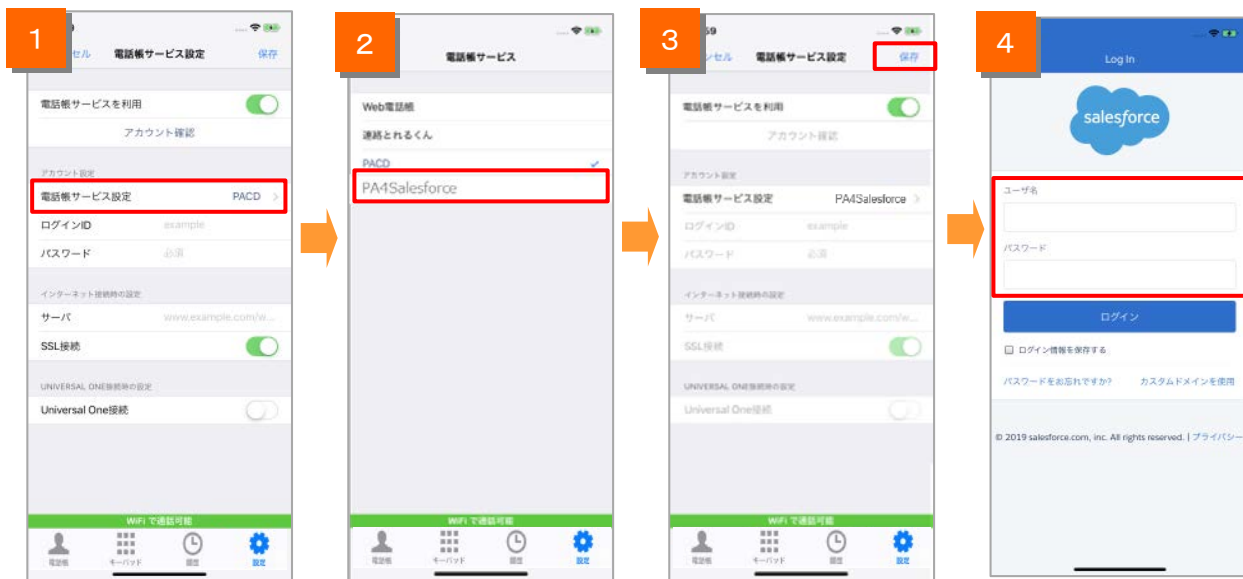 1
セル 電話帳サービス設定 保存
電話帳サービスを利用
アカウント確認
アカウント設定
電話帳サービス設定 PACD
ログインID example
パスワード 必須
インターネット接続時の設定
サーバ www.example.com/w...
SSL接続
UNIVERSAL ONE接続時の設定
Universal One接続
WiFi で通話可能
電話帳 キーパッド 履歴 設定
2
電話帳サービス
Web電話帳
連絡とれるくん
PACD
PA4Salesforce
WiFi で通話可能
電話帳 キーパッド 履歴 設定
3
59
ンセル 電話帳サービス設定 保存
電話帳サービスを利用
アカウント確認
アカウント設定
電話帳サービス設定 PA4Salesforce
ログインID example
パスワード 必須
インターネット接続時の設定
サーバ www.example.com/w...
SSL接続
UNIVERSAL ONE接続時の設定
Universal One接続
WiFi で通話可能
電話帳 キーパッド 履歴 設定
4
Log In
salesforce
ユーザ名
パスワード
ログイン
ログイン情報を保存する
パスワードをお忘れですか? カスタムドメインを使用
© 2019 salesforce.com, inc. All rights reserved. | プライバシー